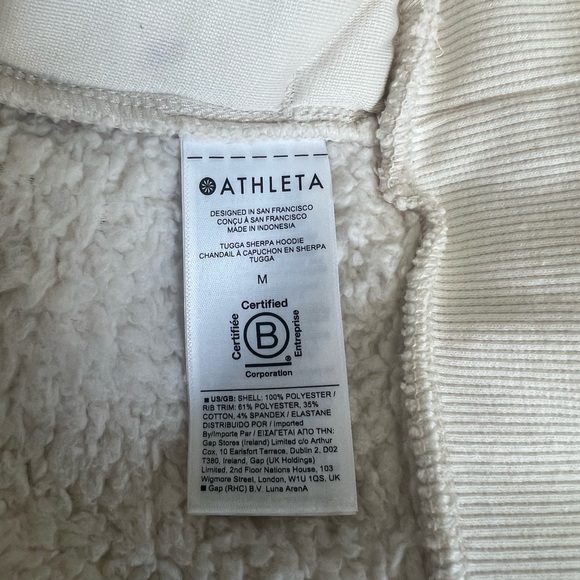 ATHLETA
DESIGNED IN SAN FRANCISCO
CONÇU À SAN FRANCISCO
MADE IN INDONESIA
TUGGA SHERPA HOODIE
CHANDAIL À CAPUCHON EN SHERPA
TUGGA
M
Certified
Certifiée
B
Entreprise
®
Corporation
■ US/GB: SHELL: 100% POLYESTER /
RIB TRIM: 61% POLYESTER, 35%
COTTON, 4% SPANDEX / ELASTANE
DISTRIBUIDO POR / Imported
By/Importe Par / ΕΙΣΑΓΕΤΑΙ ΑΠΟ ΤΗΝ:
Gap Stores (Ireland) Limited c/o Arthur
Cox, 10 Earlsfort Terrace, Dublin 2, D02
T380, Ireland, Gap (UK Holdings)
Limited, 2nd Floor Nations House, 103
Wigmore Street, London, W1U 1QS, UK
■ Gap (RHC) B.V. Luna ArenA